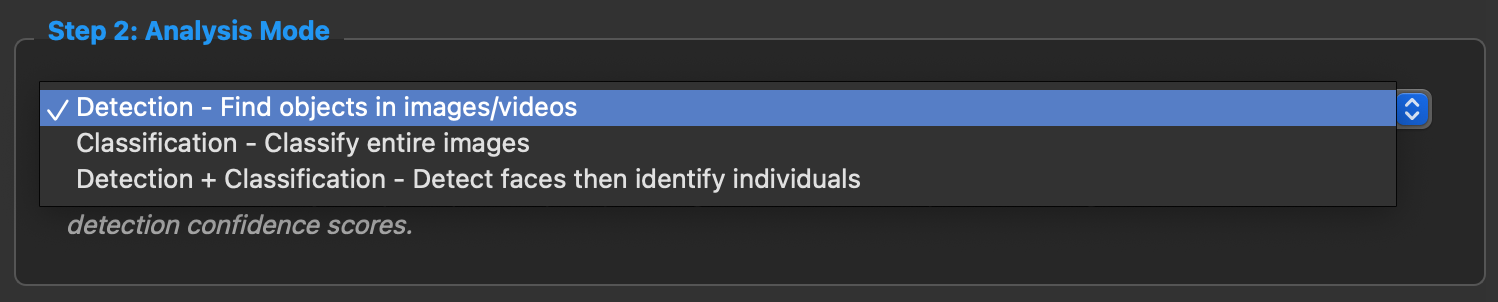 Step 2: Analysis Mode
Detection - Find objects in images/videos
Classification - Classify entire images
Detection + Classification - Detect faces then identify individuals
detection confidence scores.